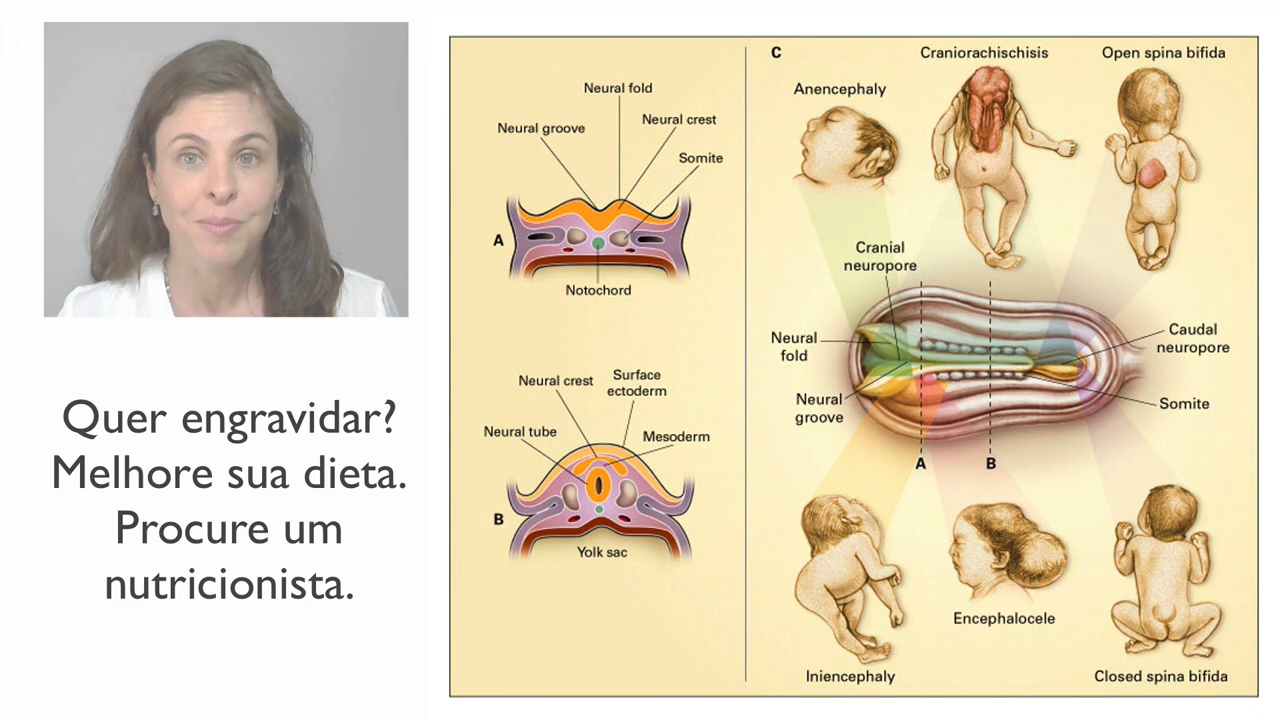 Quer engravidar?
Melhore sua dieta.
Procure um
nutricionista.
Neural fold
Neural groove
Neural crest
Somite
A
Notochord
Neural crest
Surface
ectoderm
Neural tube
Mesoderm
B
Yolk sac
C
Craniorachischisis
Open spina bifida
Anencephaly
Cranial
neuropore
Neural
fold
Caudal
neuropore
Neural
groove
Somite
A
B
Encephalocele
Iniencephaly
Closed spina bifida